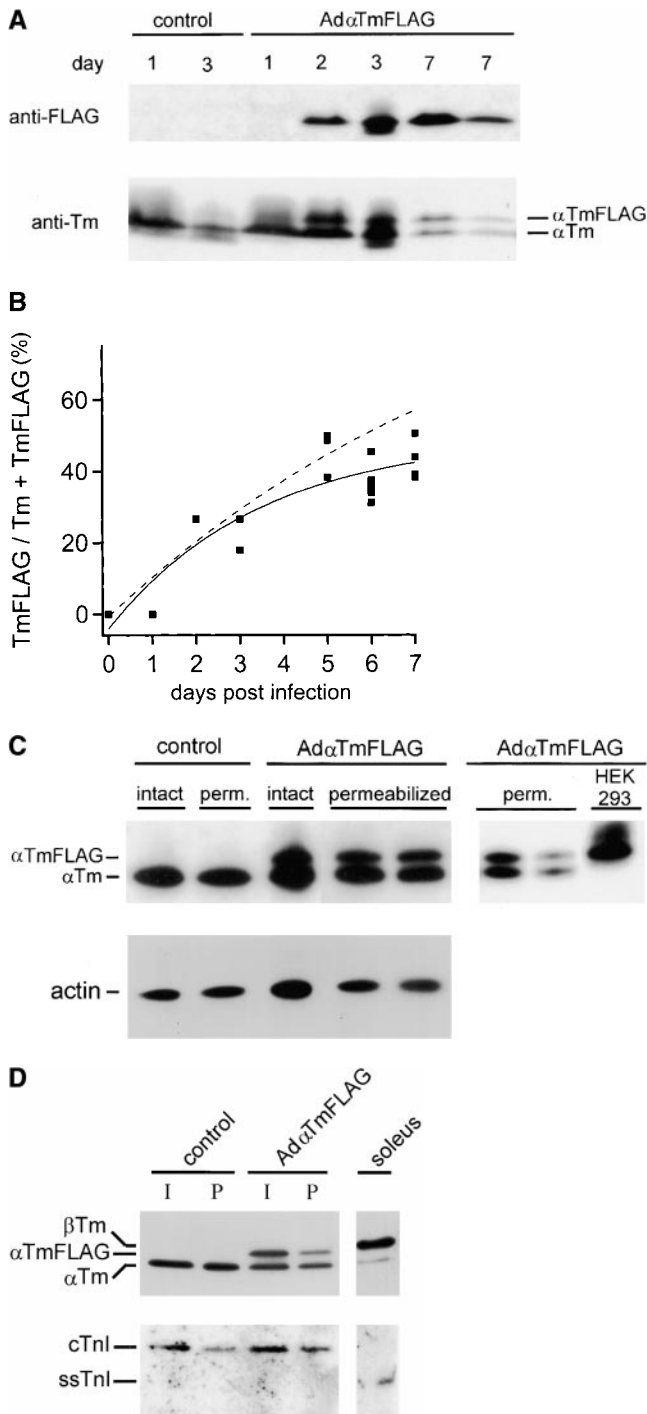 A
control AdαTmFLAG
day 1 3 1 2 3 7 7
anti-FLAG
anti-Tm
αTmFLAG
αTm
B
TmFLAG / Tm + TmFLAG (%)
60
40
20
0
0 1 2 3 4 5 6 7
days post infection
C
control AdαTmFLAG AdαTmFLAG
intact perm. intact permeabilized perm. HEK
293
αTmFLAG
αTm
actin
D
control AdαTmFLAG soleus
I P I P
βTm
αTmFLAG
αTm
cTnI
ssTnI